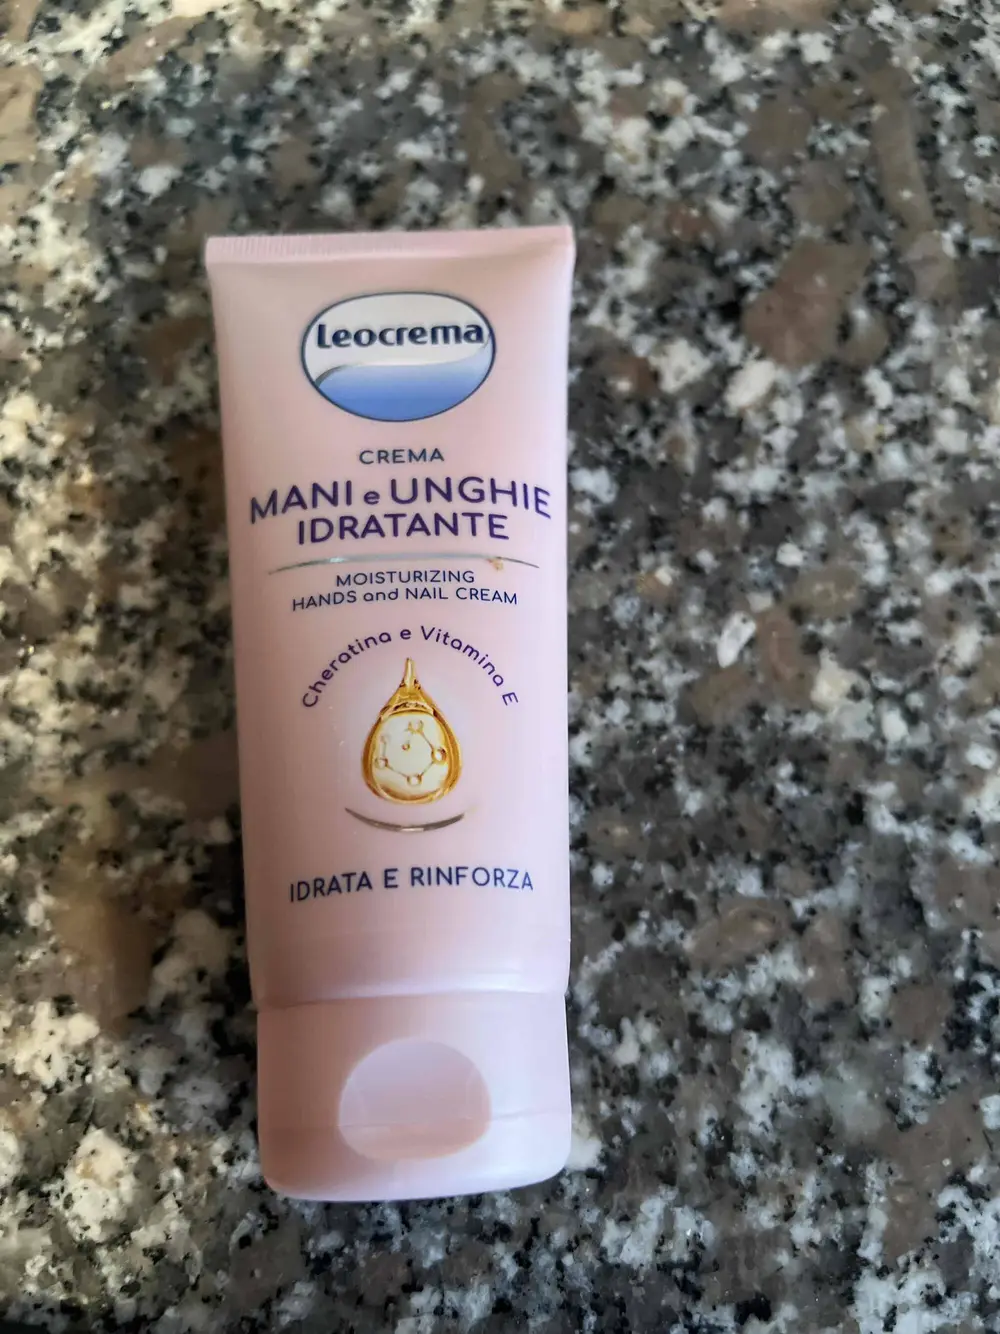 Leocrema
CREMA
MANI e UNGHIE
IDRATANTE
MOISTURIZING
HANDS and NAIL CREAM
Cheratina e Vitamina E
IDRATA E RINFORZA